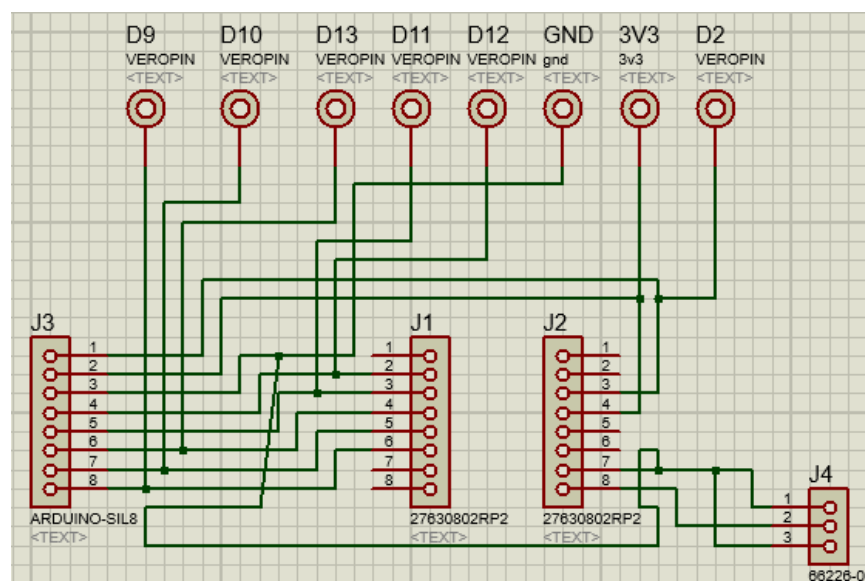 D9 D10 D13 D11 D12 GND 3V3 D2
VEROPIN VEROPIN VEROPIN VEROPIN VEROPIN gnd 3v3 VEROPIN
<TEXT> <TEXT> <TEXT> <TEXT> <TEXT> <TEXT> <TEXT> <TEXT>
J3
1
2
3
4
5
6
7
8
ARDUINO-SIL8
<TEXT>
J1
1
2
3
4
5
6
7
8
27630802RP2
<TEXT>
J2
1
2
3
4
5
6
7
8
27630802RP2
<TEXT>
J4
1
2
3